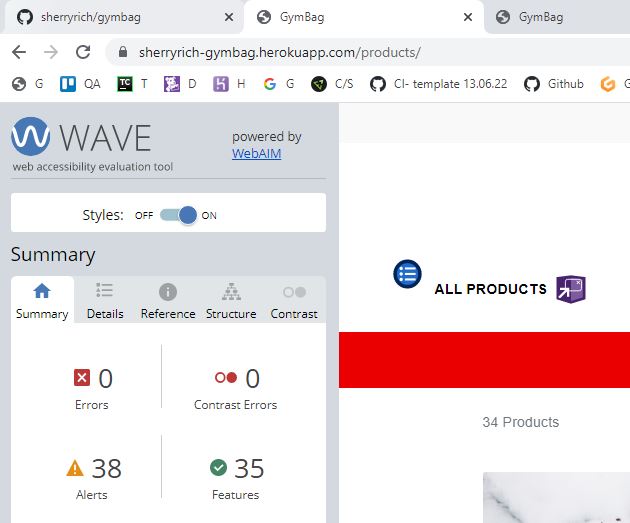 sherryrich/gymbag
GymBag
GymBag
sherryrich-gymbag.herokuapp.com/products/
G QA T D H G C/S CI- template 13.06.22 Github G
WAVE
web accessibility evaluation tool
powered by
WebAIM
Styles: OFF ON
Summary
Summary Details Reference Structure Contrast
0
Errors
0
Contrast Errors
38
Alerts
35
Features
ALL PRODUCTS
34 Products